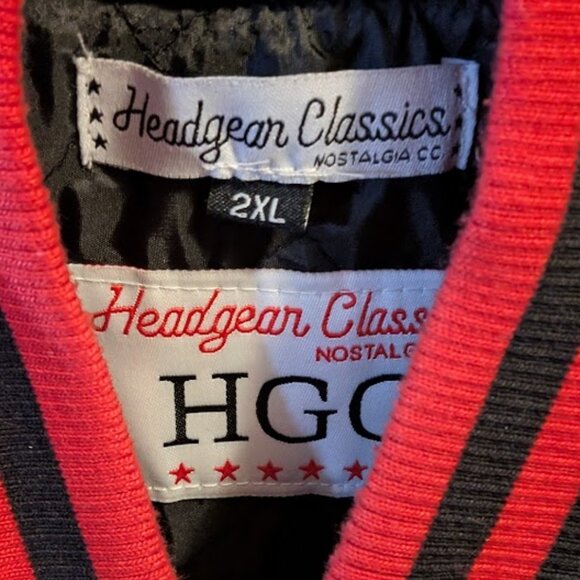 Headgear Classics
NOSTALGIA CC
2XL
Headgear Class
NOSTALG
HGC